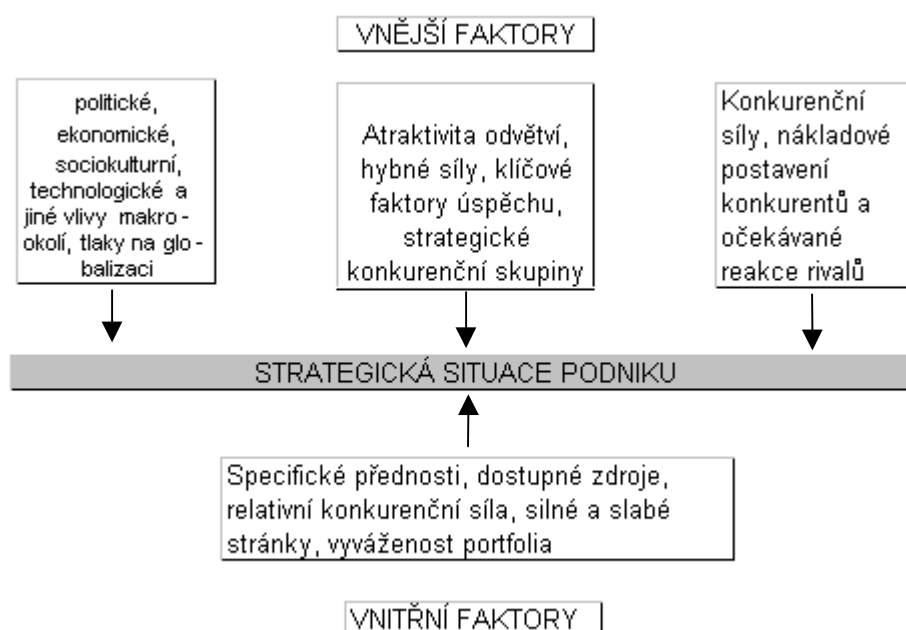 VNĚJŠÍ FAKTORY
politické,
ekonomické,
sociokulturní,
technologické a
jiné vlivy makro-
okolí, tlaky na glo-
balizaci
Atraktivita odvětví,
hybné síly, klíčové
faktory úspěchu,
strategické
konkurenční skupiny
Konkurenční
síly, nákladové
postavení
konkurentů a
očekávané
reakce rivalů
STRATEGICKÁ SITUACE PODNIKU
Specifické přednosti, dostupné zdroje,
relativní konkurenční síla, silné a slabé
stránky, vyváženost portfolia
VNITŘNÍ FAKTORY